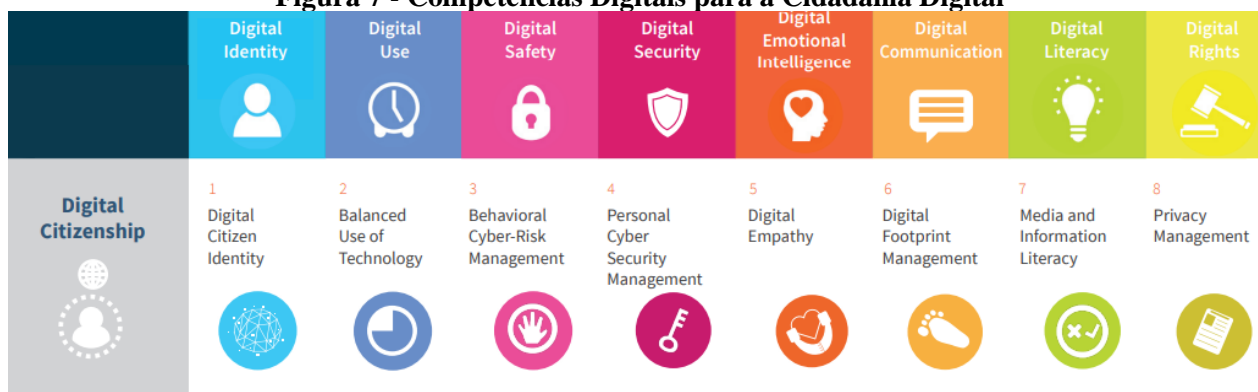 Figura 7 - Competências Digitais para a Cidadania Digital
Digital
Identity
Digital
Use
Digital
Safety
Digital
Security
Digital
Emotional
Intelligence
Digital
Communication
Digital
Literacy
Digital
Rights
Digital
Citizenship
1
Digital
Citizen
Identity
2
Balanced
Use of
Technology
3
Behavioral
Cyber-Risk
Management
4
Personal
Cyber
Security
Management
5
Digital
Empathy
6
Digital
Footprint
Management
7
Media and
Information
Literacy
8
Privacy
Management